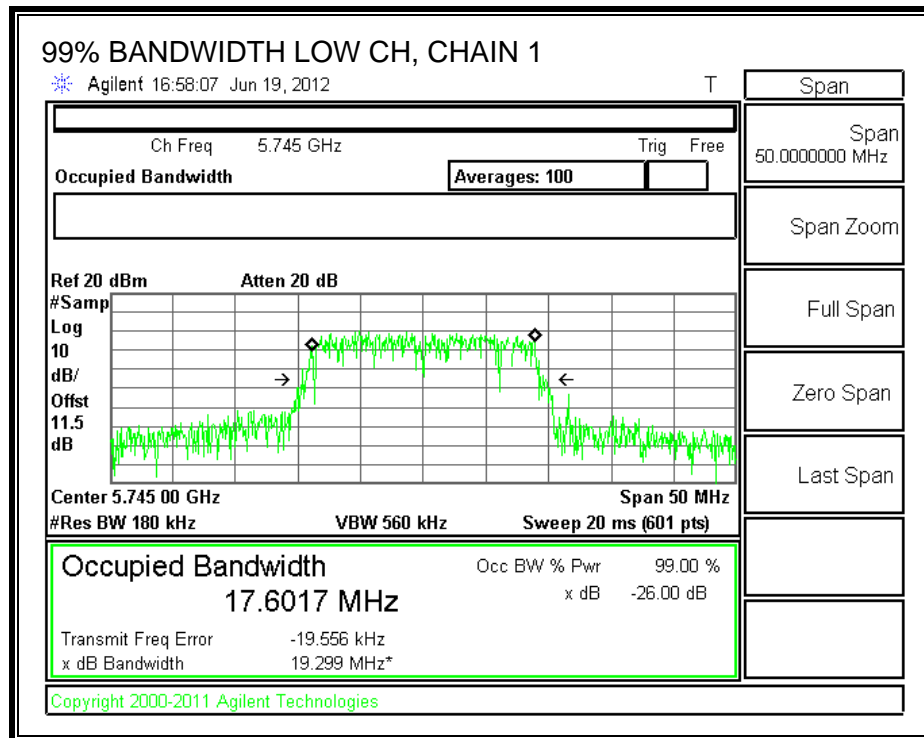 99% BANDWIDTH LOW CH, CHAIN 1
Agilent 16:58:07 Jun 19, 2012 T
Span
Ch Freq 5.745 GHz Trig Free
Span
50.0000000 MHz
Occupied Bandwidth Averages: 100
Span Zoom
Ref 20 dBm Atten 20 dB
#Samp
Log
10
dB/
Offst
11.5
dB
Full Span
Zero Span
Last Span
Center 5.745 00 GHz Span 50 MHz
#Res BW 180 kHz VBW 560 kHz Sweep 20 ms (601 pts)
Occupied Bandwidth Occ BW % Pwr 99.00 %
17.6017 MHz x dB -26.00 dB
Transmit Freq Error -19.556 kHz
x dB Bandwidth 19.299 MHz*
Copyright 2000-2011 Agilent Technologies